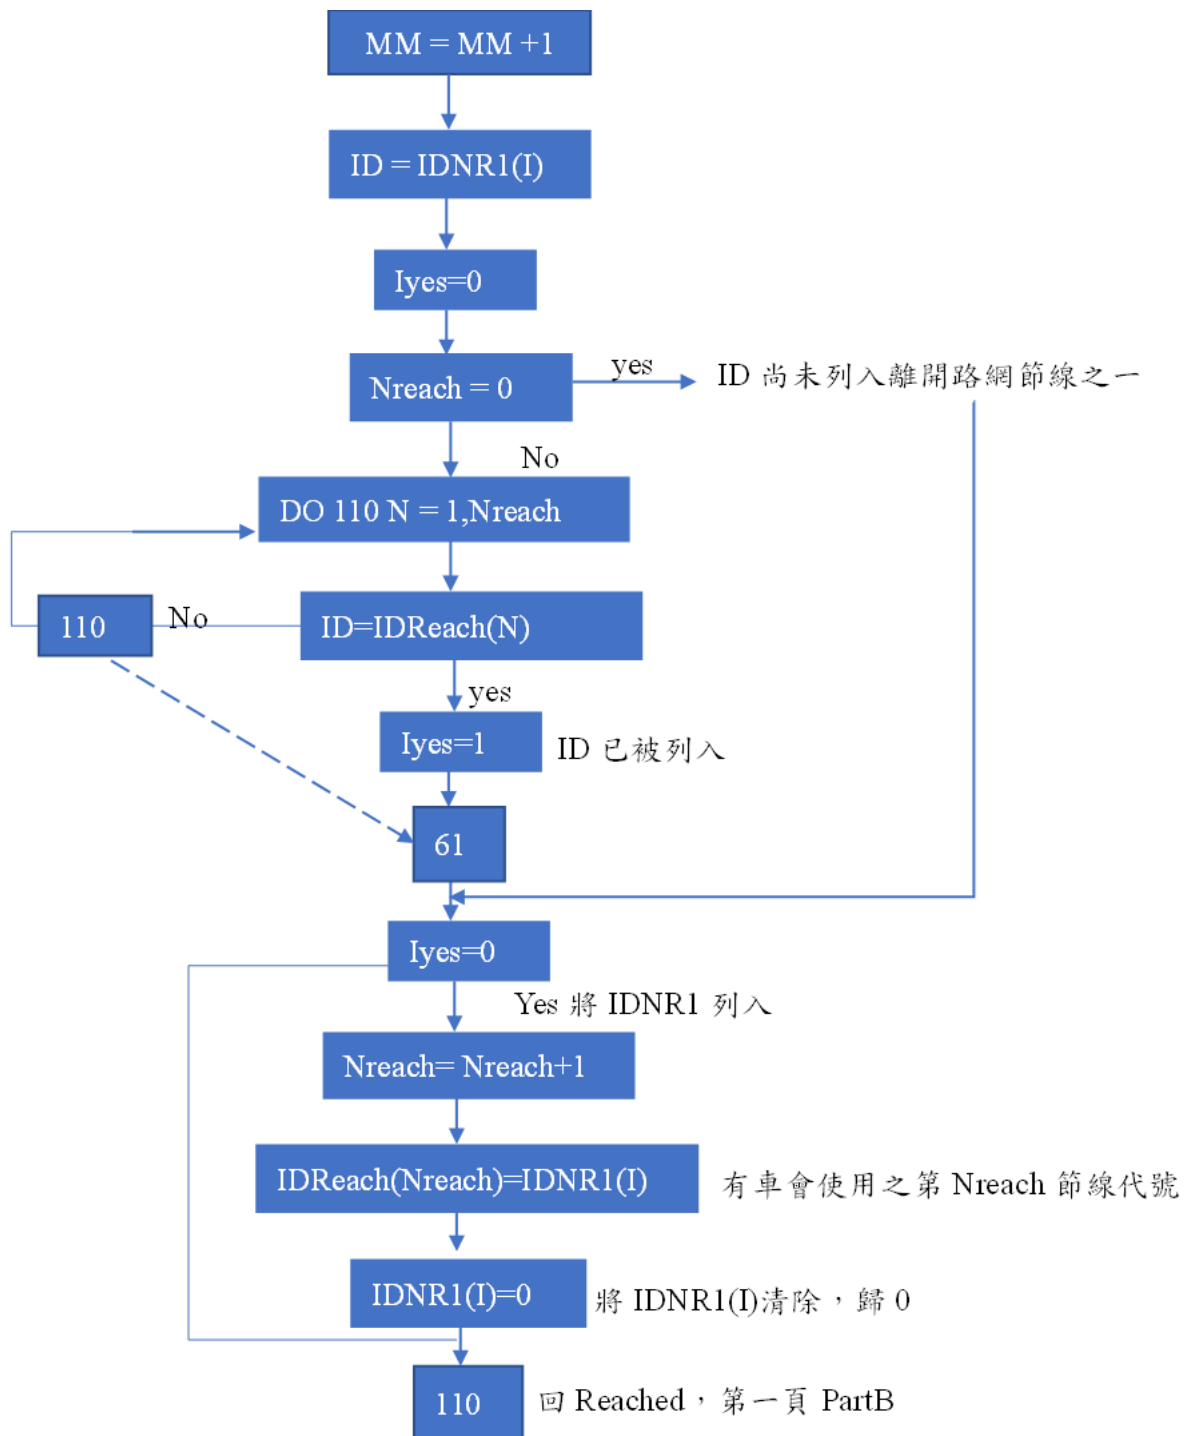 MM = MM +1
ID = IDNR1(I)
Iyes=0
Nreach = 0
yes
ID 尚未列入離開路網節線之一
No
DO 110 N = 1,Nreach
110
No
ID=IDReach(N)
yes
Iyes=1
ID 已被列入
61
Iyes=0
Yes 將 IDNR1 列入
Nreach= Nreach+1
IDReach(Nreach)=IDNR1(I)
有車會使用之第 Nreach 節線代號
IDNR1(I)=0
將 IDNR1(I)清除，歸 0
110
回 Reached，第一頁 PartB